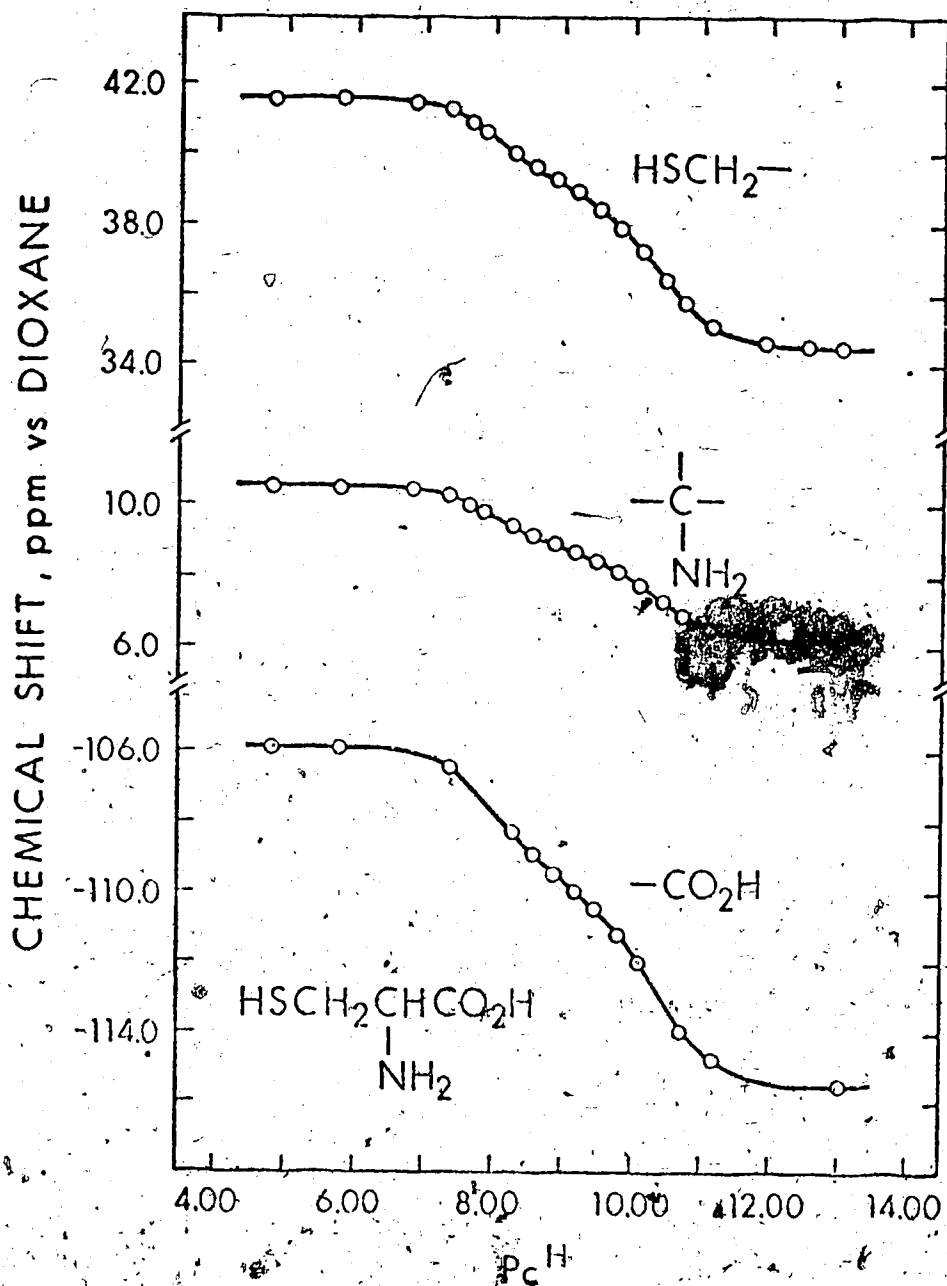 CHEMICAL SHIFT, ppm vs DIOXANE
42.0
38.0
34.0
HSCH2—
10.0
6.0
—C—
NH2
-106.0
-110.0
-114.0
—CO2H
HSCH2CHCO2H
NH2
4.00 6.00 8.00 10.00 12.00 14.00
PcH